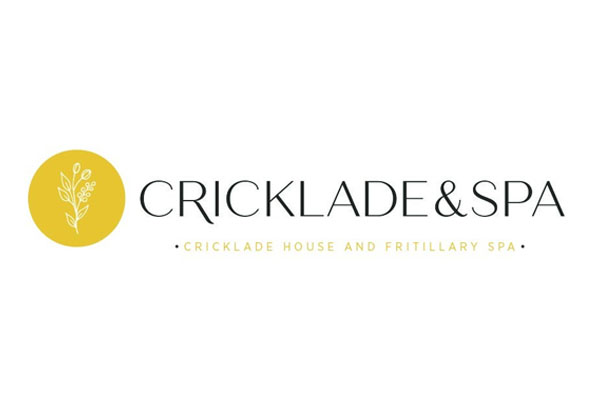 CRICKLADE&SPA
• CRICKLADE HOUSE AND FRITILLARY SPA •